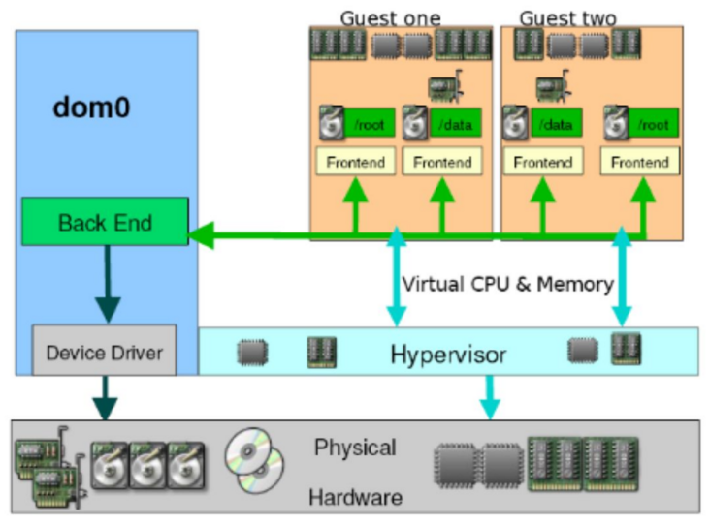 Guest one
Guest two
dom0
/root
/data
/data
/root
Frontend
Frontend
Frontend
Frontend
Back End
Virtual CPU & Memory
Device Driver
Hypervisor
Physical
Hardware